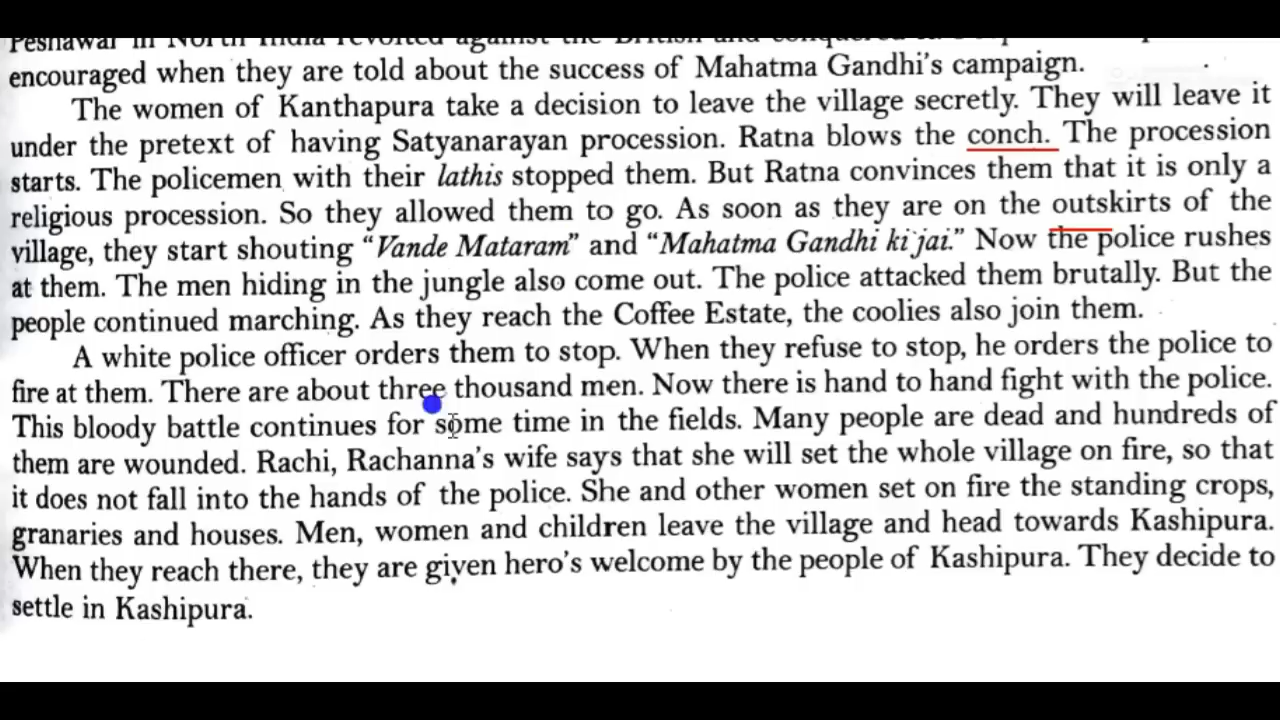 Peshawar in North India revolted against the British and conquered
encouraged when they are told about the success of Mahatma Gandhi's campaign.
The women of Kanthapura take a decision to leave the village secretly. They will leave it
under the pretext of having Satyanarayan procession. Ratna blows the conch. The procession
starts. The policemen with their lathis stopped them. But Ratna convinces them that it is only a
religious procession. So they allowed them to go. As soon as they are on the outskirts of the
village, they start shouting “Vande Mataram” and “Mahatma Gandhi ki jai.” Now the police rushes
at them. The men hiding in the jungle also come out. The police attacked them brutally. But the
people continued marching. As they reach the Coffee Estate, the coolies also join them.
A white police officer orders them to stop. When they refuse to stop, he orders the police to
fire at them. There are about three thousand men. Now there is hand to hand fight with the police.
This bloody battle continues for some time in the fields. Many people are dead and hundreds of
them are wounded. Rachi, Rachanna's wife says that she will set the whole village on fire, so that
it does not fall into the hands of the police. She and other women set on fire the standing crops,
granaries and houses. Men, women and children leave the village and head towards Kashipura.
When they reach there, they are given hero's welcome by the people of Kashipura. They decide to
settle in Kashipura.